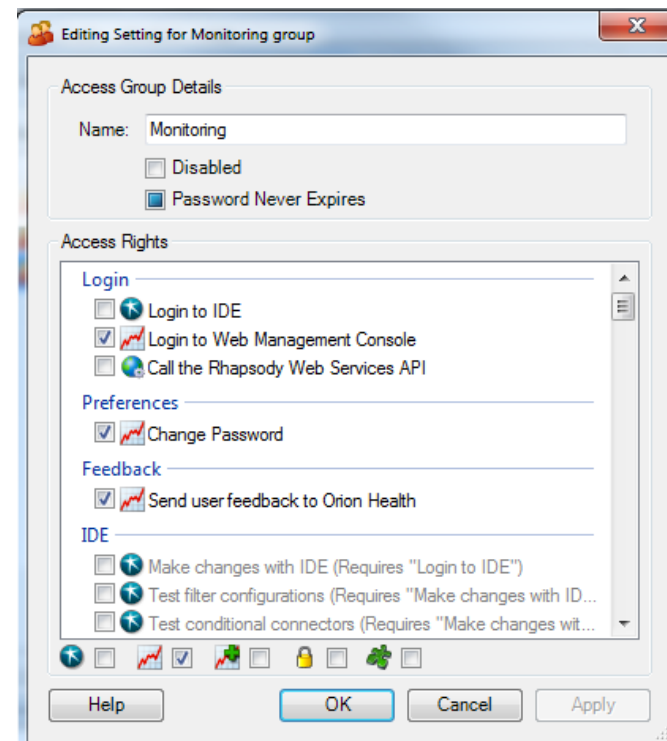 Editing Setting for Monitoring group
Access Group Details
Name: Monitoring
Disabled
Password Never Expires
Access Rights
Login
Login to IDE
Login to Web Management Console
Call the Rhapsody Web Services API
Preferences
Change Password
Feedback
Send user feedback to Orion Health
IDE
Make changes with IDE (Requires "Login to IDE")
Test filter configurations (Requires "Make changes with ID...
Test conditional connectors (Requires "Make changes wit...
Help OK Cancel Apply